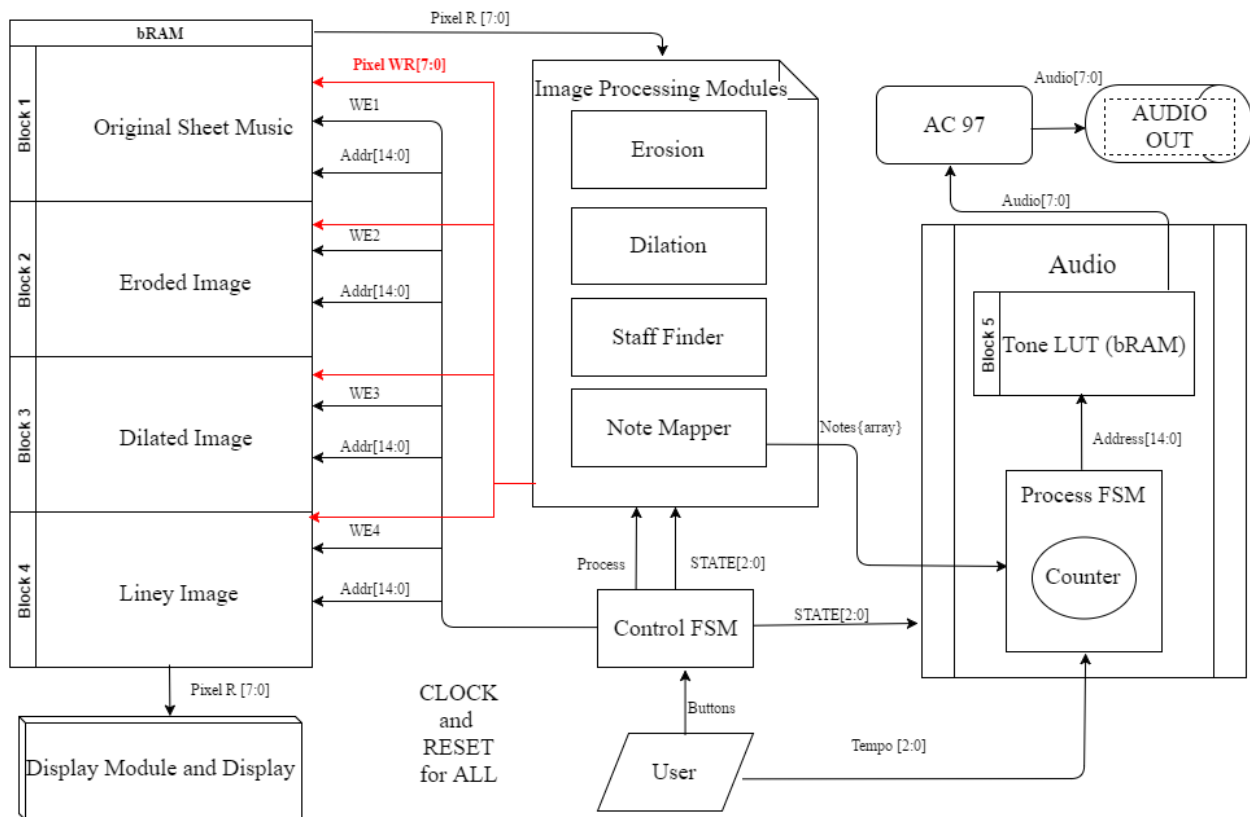 bRAM
Pixel R [7:0]
Block 1
Original Sheet Music
Pixel WR[7:0]
WE1
Addr[14:0]
Block 2
Eroded Image
WE2
Addr[14:0]
Block 3
Dilated Image
WE3
Addr[14:0]
Block 4
Liney Image
WE4
Addr[14:0]
Pixel R [7:0]
Display Module and Display
Image Processing Modules
Erosion
Dilation
Staff Finder
Note Mapper
Notes{array}
Process
STATE[2:0]
Control FSM
STATE[2:0]
Buttons
User
Tempo [2:0]
CLOCK
and
RESET
for ALL
AC 97
Audio[7:0]
AUDIO
OUT
Audio[7:0]
Audio
Block 5
Tone LUT (bRAM)
Address[14:0]
Process FSM
Counter